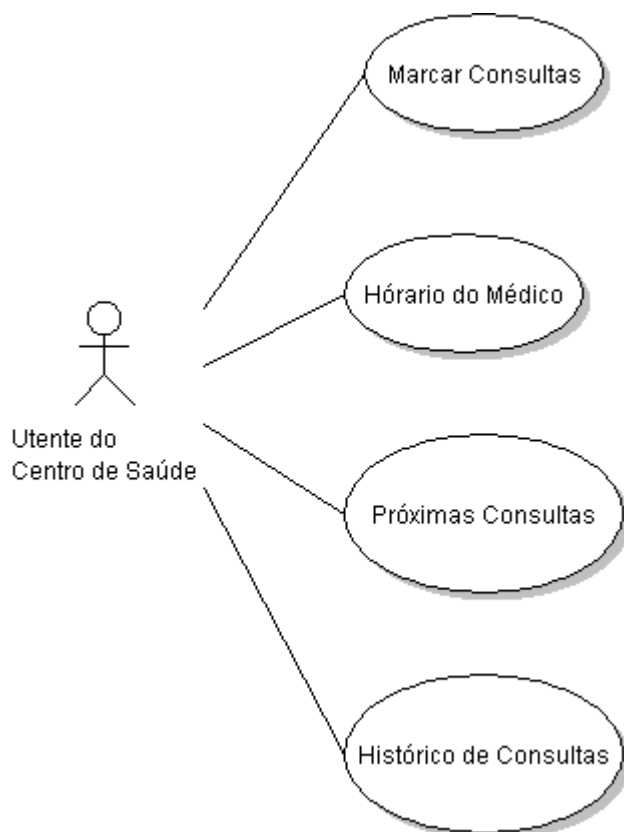 Marcar Consultas
Hórario do Médico
Utente do
Centro de Saúde
Próximas Consultas
Histórico de Consultas